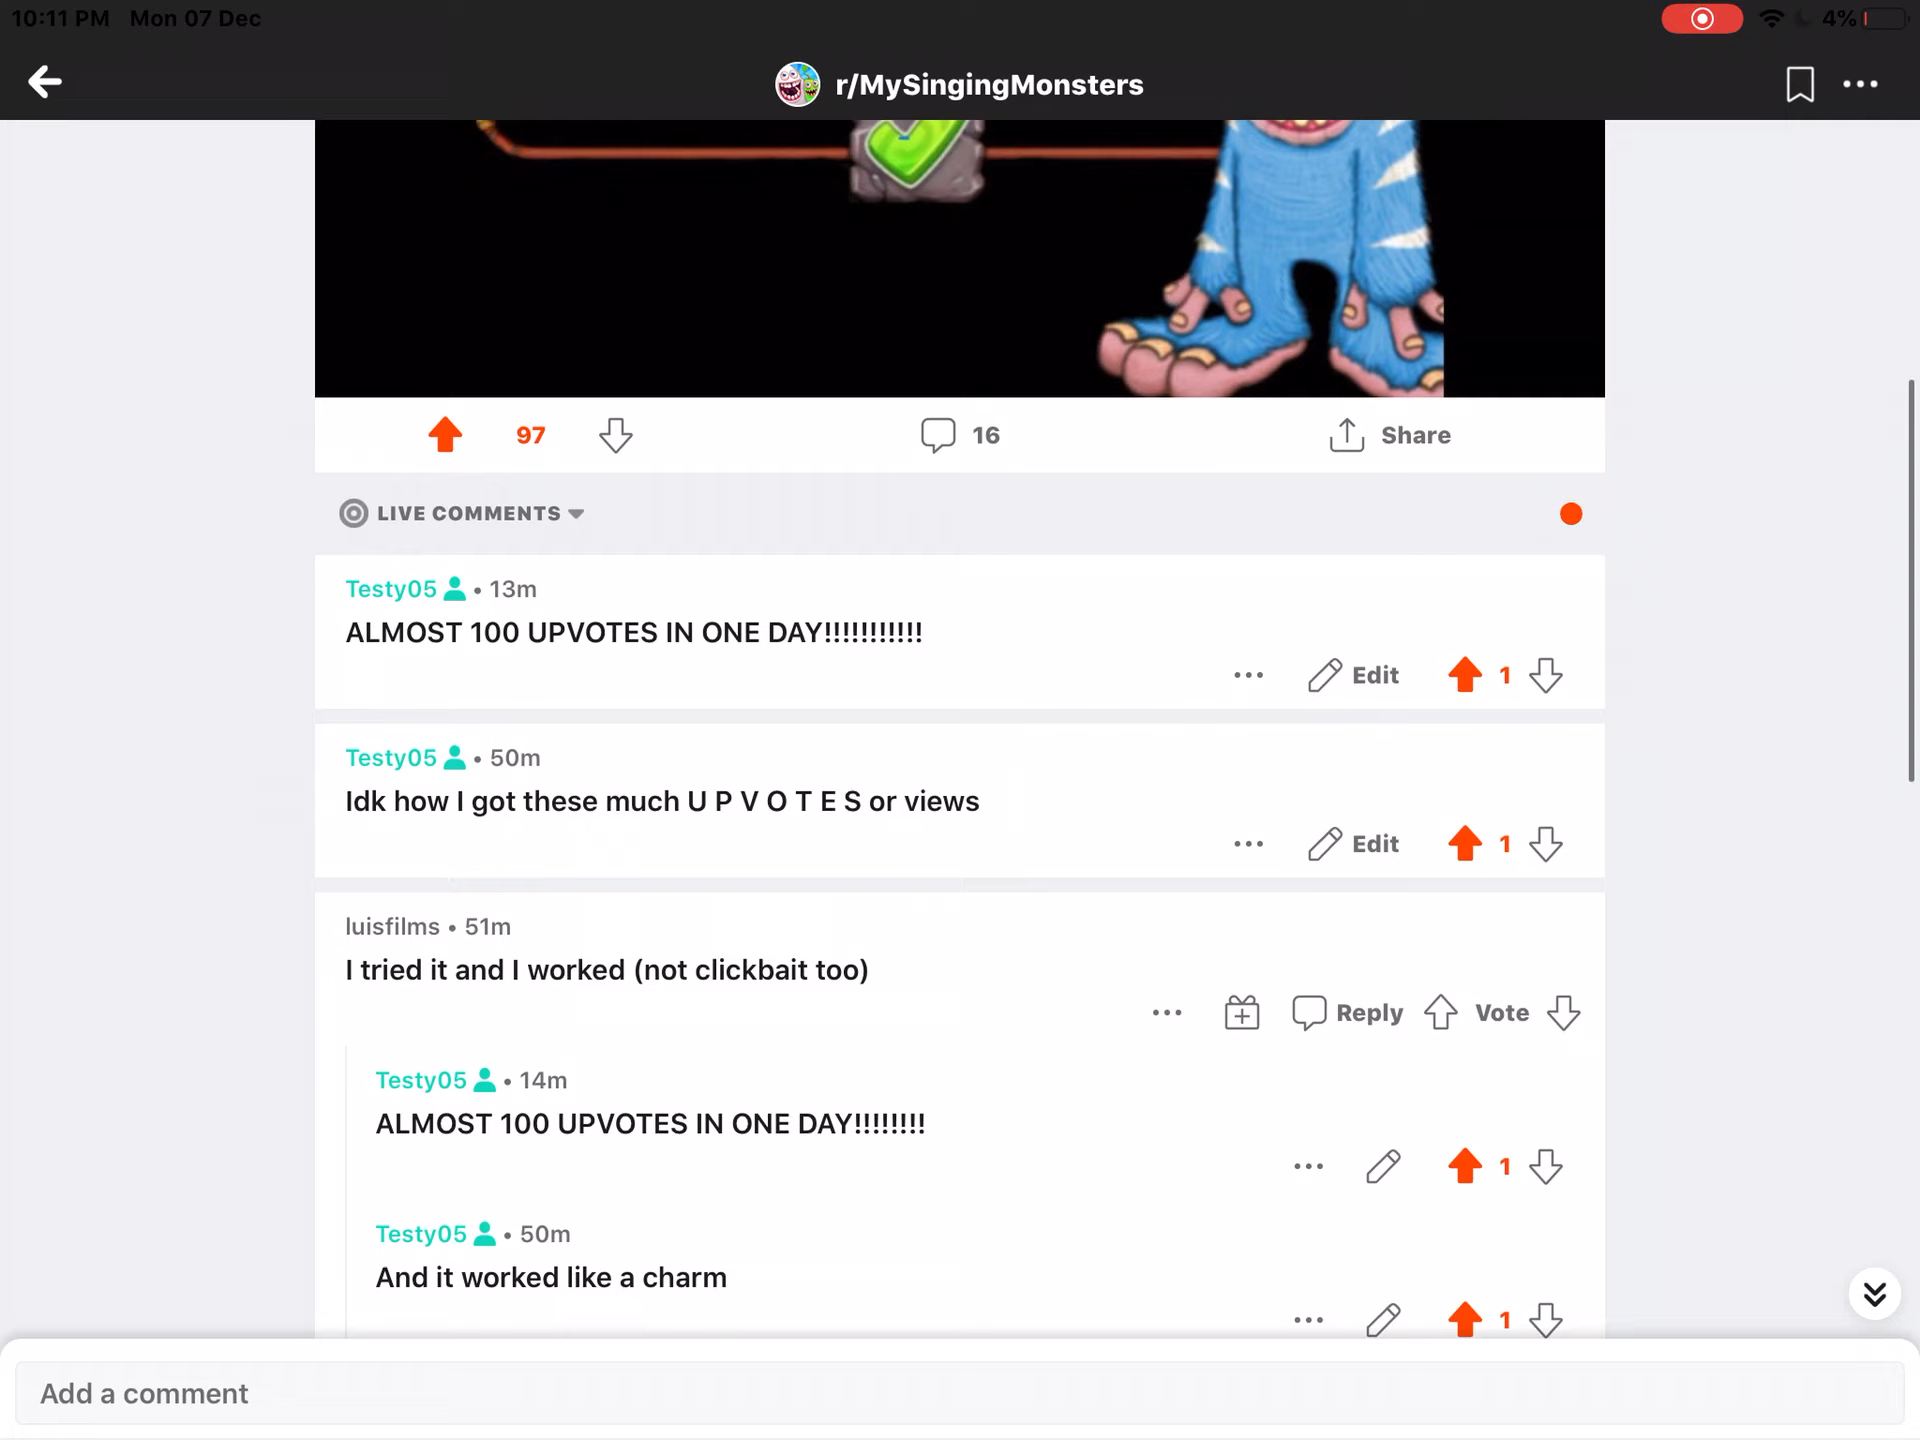 10:11 PM Mon 07 Dec
4%
r/MySingingMonsters
97
16
Share
LIVE COMMENTS
Testy05 • 13m
ALMOST 100 UPVOTES IN ONE DAY!!!!!!!!!!!
Edit 1
Testy05 • 50m
Idk how I got these much U P V O T E S or views
Edit 1
luisfilms • 51m
I tried it and I worked (not clickbait too)
Reply Vote
Testy05 • 14m
ALMOST 100 UPVOTES IN ONE DAY!!!!!!!!
1
Testy05 • 50m
And it worked like a charm
1
Add a comment